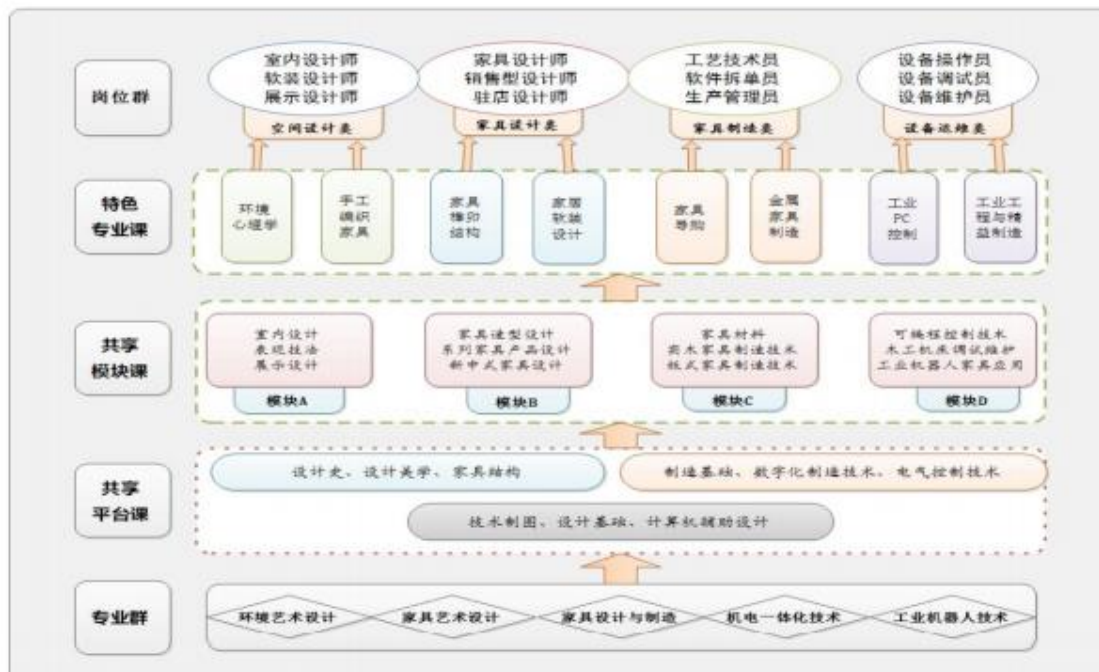 岗位群
室内设计师
软装设计师
展示设计师
空间设计类
家具设计师
销售型设计师
驻店设计师
家具设计类
工艺技术员
软件拆单员
生产管理员
家具制造类
设备操作员
设备调试员
设备维护员
设备运维类
特色
专业课
环境
心理学
手工
编织
家具
家具
榫卯
结构
家居
软装
设计
家具
导购
金属
家具
制造
工业
PC
控制
工业工
程与精
益制造
共享
模块课
室内设计
表现技法
展示设计
模块A
家具造型设计
系列家具产品设计
新中式家具设计
模块B
家具材料
实木家具制造技术
板式家具制造技术
模块C
可编程控制技术
木工机床调试维护
工业机器人家具应用
模块D
共享
平台课
设计史、设计美学、家具结构
制造基础、数字化制造技术、电气控制技术
技术制图、设计基础、计算机辅助设计
专业群
环境艺术设计
家具艺术设计
家具设计与制造
机电一体化技术
工业机器人技术